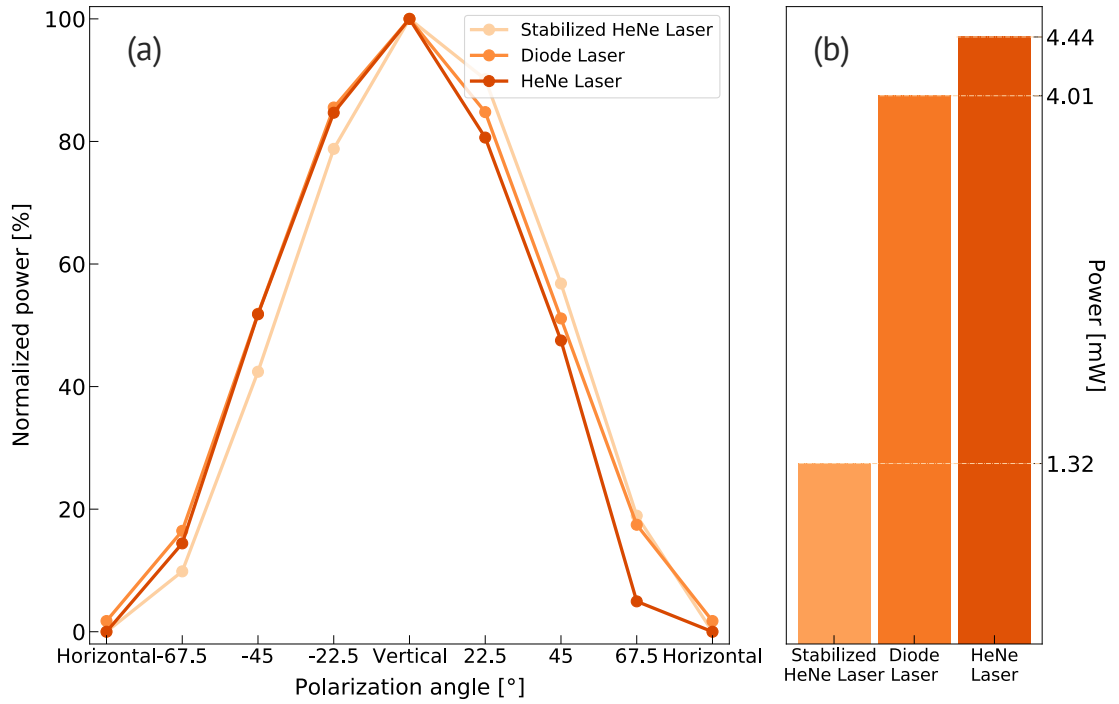 (a)
Stabilized HeNe Laser
Diode Laser
HeNe Laser
100
80
60
40
20
0
Normalized power [%]
Horizontal -67.5 -45 -22.5 Vertical 22.5 45 67.5 Horizontal
Polarization angle [°]
(b)
4.44
4.01
1.32
Power [mW]
Stabilized
HeNe Laser
Diode
Laser
HeNe
Laser